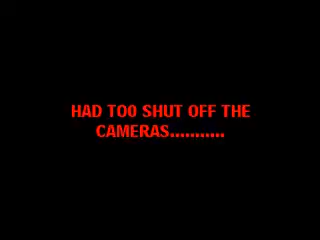 HAD TOO SHUT OFF THE
CAMERAS...........